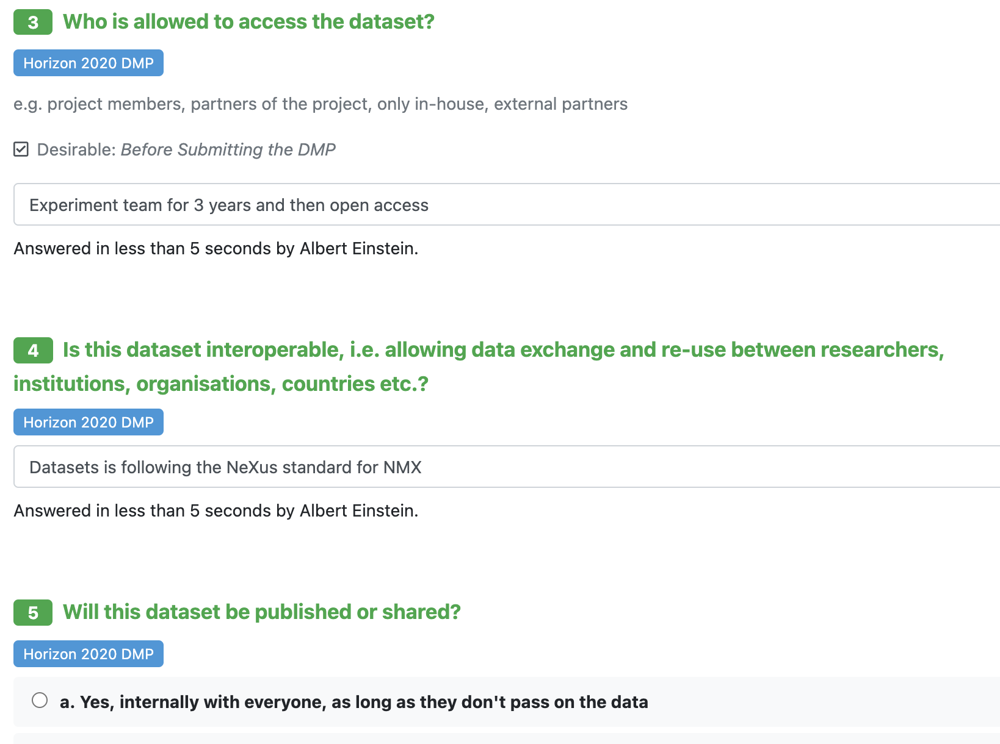 3 Who is allowed to access the dataset?
Horizon 2020 DMP
e.g. project members, partners of the project, only in-house, external partners
Desirable: Before Submitting the DMP
Experiment team for 3 years and then open access
Answered in less than 5 seconds by Albert Einstein.
4 Is this dataset interoperable, i.e. allowing data exchange and re-use between researchers,
institutions, organisations, countries etc.?
Horizon 2020 DMP
Datasets is following the NeXus standard for NMX
Answered in less than 5 seconds by Albert Einstein.
5 Will this dataset be published or shared?
Horizon 2020 DMP
a. Yes, internally with everyone, as long as they don't pass on the data